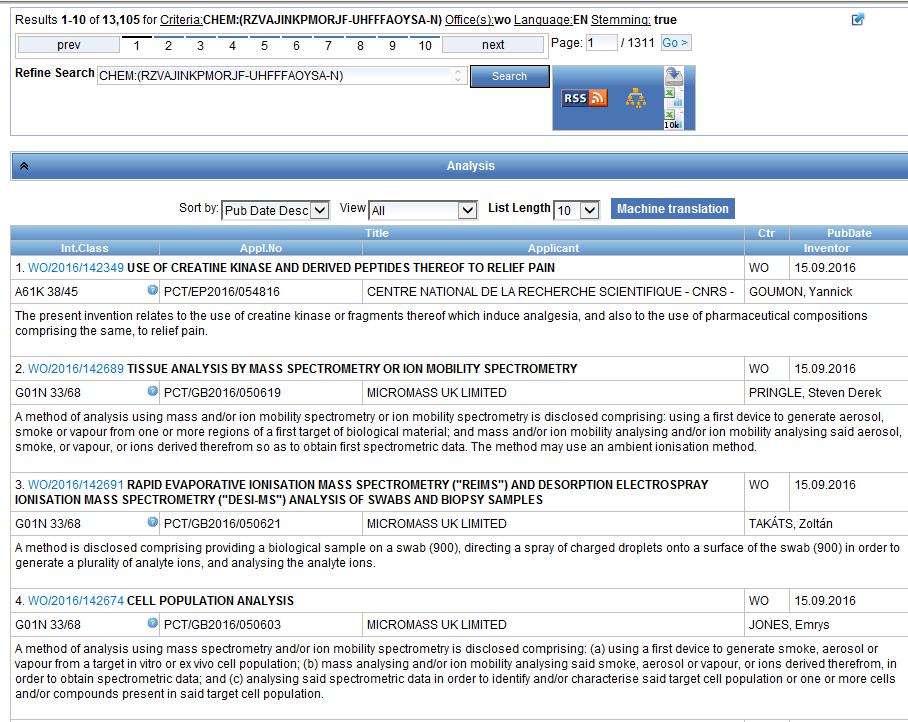 Results 1-10 of 13,105 for Criteria:CHEM:(RZVAJINKPMORJF-UHFFFAOYSA-N) Office(s):wo Language:EN Stemming: true
prev 1 2 3 4 5 6 7 8 9 10 next Page: 1 / 1311 Go >
Refine Search CHEM:(RZVAJINKPMORJF-UHFFFAOYSA-N) Search
RSS
10k
Analysis
Sort by: Pub Date Desc View All List Length 10 Machine translation
Title Ctr PubDate
Int.Class Appl.No Applicant Inventor
1. WO/2016/142349 USE OF CREATINE KINASE AND DERIVED PEPTIDES THEREOF TO RELIEF PAIN WO 15.09.2016
A61K 38/45 ? PCT/EP2016/054816 CENTRE NATIONAL DE LA RECHERCHE SCIENTIFIQUE - CNRS - GOUMON, Yannick
The present invention relates to the use of creatine kinase or fragments thereof which induce analgesia, and also to the use of pharmaceutical compositions
comprising the same, to relief pain.
2. WO/2016/142689 TISSUE ANALYSIS BY MASS SPECTROMETRY OR ION MOBILITY SPECTROMETRY WO 15.09.2016
G01N 33/68 ? PCT/GB2016/050619 MICROMASS UK LIMITED PRINGLE, Steven Derek
A method of analysis using mass and/or ion mobility spectrometry or ion mobility spectrometry is disclosed comprising: using a first device to generate aerosol,
smoke or vapour from one or more regions of a first target of biological material; and mass and/or ion mobility analysing and/or ion mobility analysing said aerosol,
smoke, or vapour, or ions derived therefrom so as to obtain first spectrometric data. The method may use an ambient ionisation method.
3. WO/2016/142691 RAPID EVAPORATIVE IONISATION MASS SPECTROMETRY ("REIMS") AND DESORPTION ELECTROSPRAY WO 15.09.2016
IONISATION MASS SPECTROMETRY ("DESI-MS") ANALYSIS OF SWABS AND BIOPSY SAMPLES
G01N 33/68 ? PCT/GB2016/050621 MICROMASS UK LIMITED TAKÁTS, Zoltán
A method is disclosed comprising providing a biological sample on a swab (900), directing a spray of charged droplets onto a surface of the swab (900) in order to
generate a plurality of analyte ions, and analysing the analyte ions.
4. WO/2016/142674 CELL POPULATION ANALYSIS WO 15.09.2016
G01N 33/68 ? PCT/GB2016/050603 MICROMASS UK LIMITED JONES, Emrys
A method of analysis using mass spectrometry and/or ion mobility spectrometry is disclosed comprising: (a) using a first device to generate smoke, aerosol or
vapour from a target in vitro or ex vivo cell population; (b) mass analysing and/or ion mobility analysing said smoke, aerosol or vapour, or ions derived therefrom, in
order to obtain spectrometric data; and (c) analysing said spectrometric data in order to identify and/or characterise said target cell population or one or more cells
and/or compounds present in said target cell population.